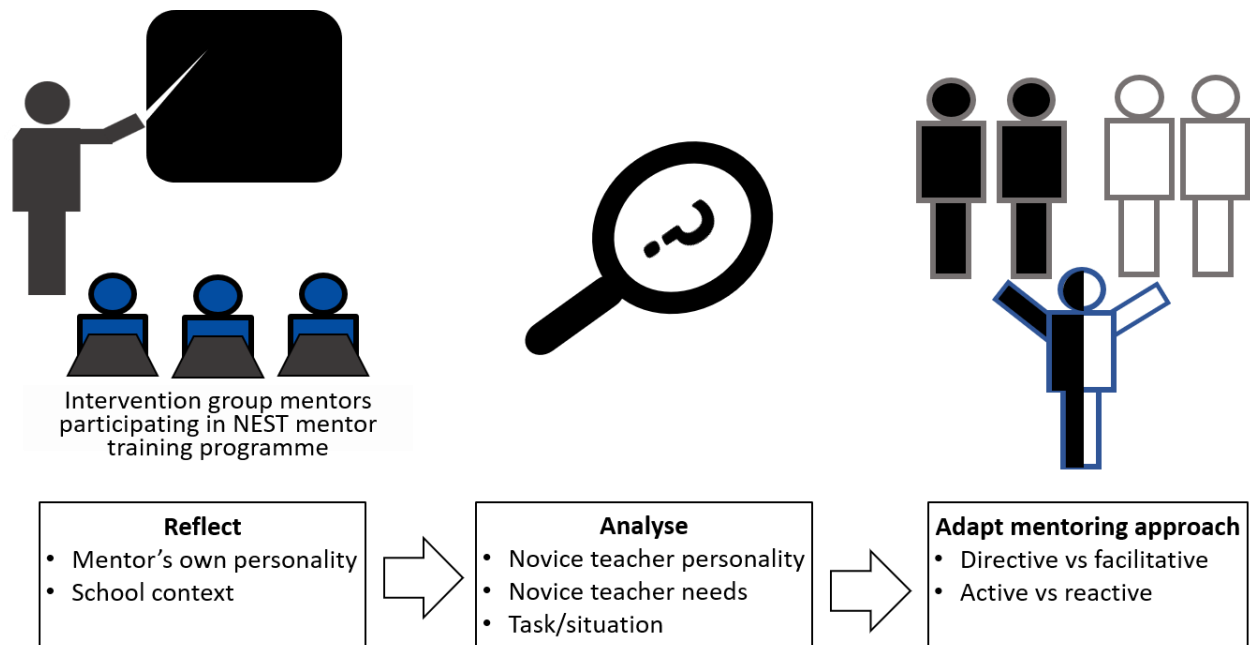 ?
Intervention group mentors
participating in NEST mentor
training programme
Reflect
• Mentor's own personality
• School context
Analyse
• Novice teacher personality
• Novice teacher needs
• Task/situation
Adapt mentoring approach
• Directive vs facilitative
• Active vs reactive